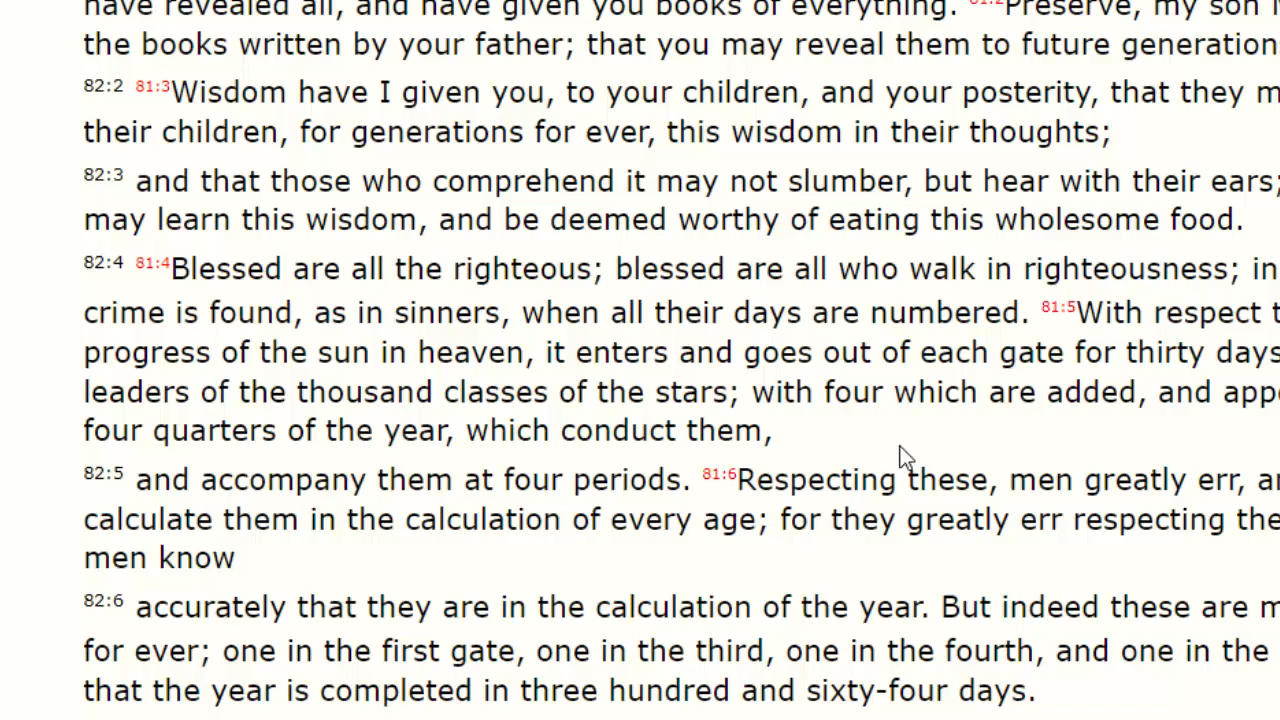 have revealed all, and have given you books of everything. 81:2Preserve, my son
the books written by your father; that you may reveal them to future
82:2 81:3Wisdom have I given you, to your children, and your posterity, that they
their children, for generations for ever, this wisdom in their thoughts;
82:3 and that those who comprehend it may not slumber, but hear with their ears;
may learn this wisdom, and be deemed worthy of eating this wholesome food.
82:4 81:4Blessed are all the righteous; blessed are all who walk in righteousness; in
crime is found, as in sinners, when all their days are numbered. 81:5With respect
progress of the sun in heaven, it enters and goes out of each gate for thirty days
leaders of the thousand classes of the stars; with four which are added, and
four quarters of the year, which conduct them,
82:5 and accompany them at four periods. 81:6Respecting these, men greatly err,
calculate them in the calculation of every age; for they greatly err respecting
men know
82:6 accurately that they are in the calculation of the year. But indeed these are
for ever; one in the first gate, one in the third, one in the fourth, and one in the
that the year is completed in three hundred and sixty-four days.